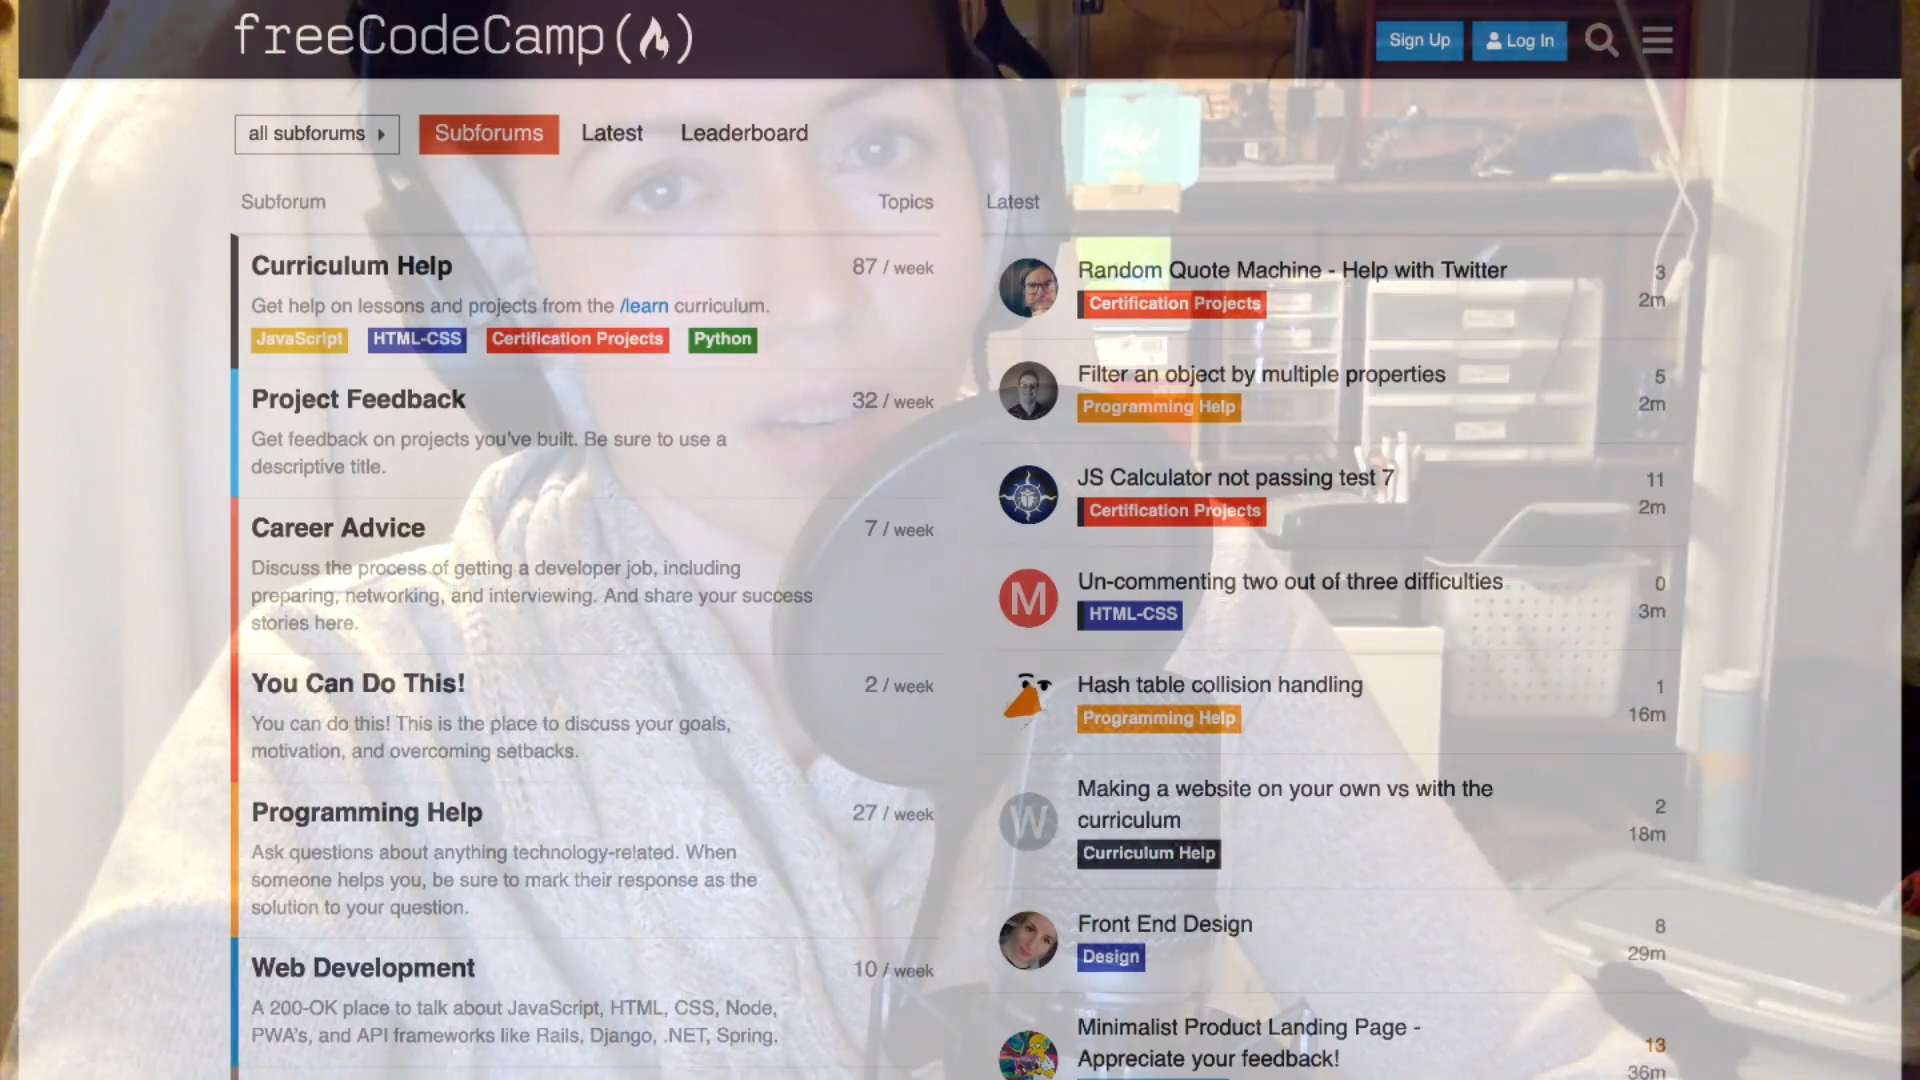 freeCodeCamp
Sign Up
Log In
all subforums
Subforums
Latest
Leaderboard
Subforum
Topics
Latest
Curriculum Help
87 / week
Get help on lessons and projects from the /learn curriculum.
JavaScript
HTML-CSS
Certification Projects
Python
Project Feedback
32 / week
Get feedback on projects you've built. Be sure to use a
descriptive title.
Career Advice
7 / week
Discuss the process of getting a developer job, including
preparing, networking, and interviewing. And share your success
stories here.
You Can Do This!
2 / week
You can do this! This is the place to discuss your goals,
motivation, and overcoming setbacks.
Programming Help
27 / week
Ask questions about anything technology-related. When
someone helps you, be sure to mark their response as the
solution to your question.
Web Development
10 / week
A 200-OK place to talk about JavaScript, HTML, CSS, Node,
PWA's, and API frameworks like Rails, Django, .NET, Spring.
Random Quote Machine - Help with Twitter
3
Certification Projects
2m
Filter an object by multiple properties
5
Programming Help
2m
JS Calculator not passing test 7
11
Certification Projects
2m
M
Un-commenting two out of three difficulties
0
HTML-CSS
3m
Hash table collision handling
1
Programming Help
16m
W
Making a website on your own vs with the
curriculum
2
Curriculum Help
18m
Front End Design
8
Design
29m
Minimalist Product Landing Page -
Appreciate your feedback!
13
36m